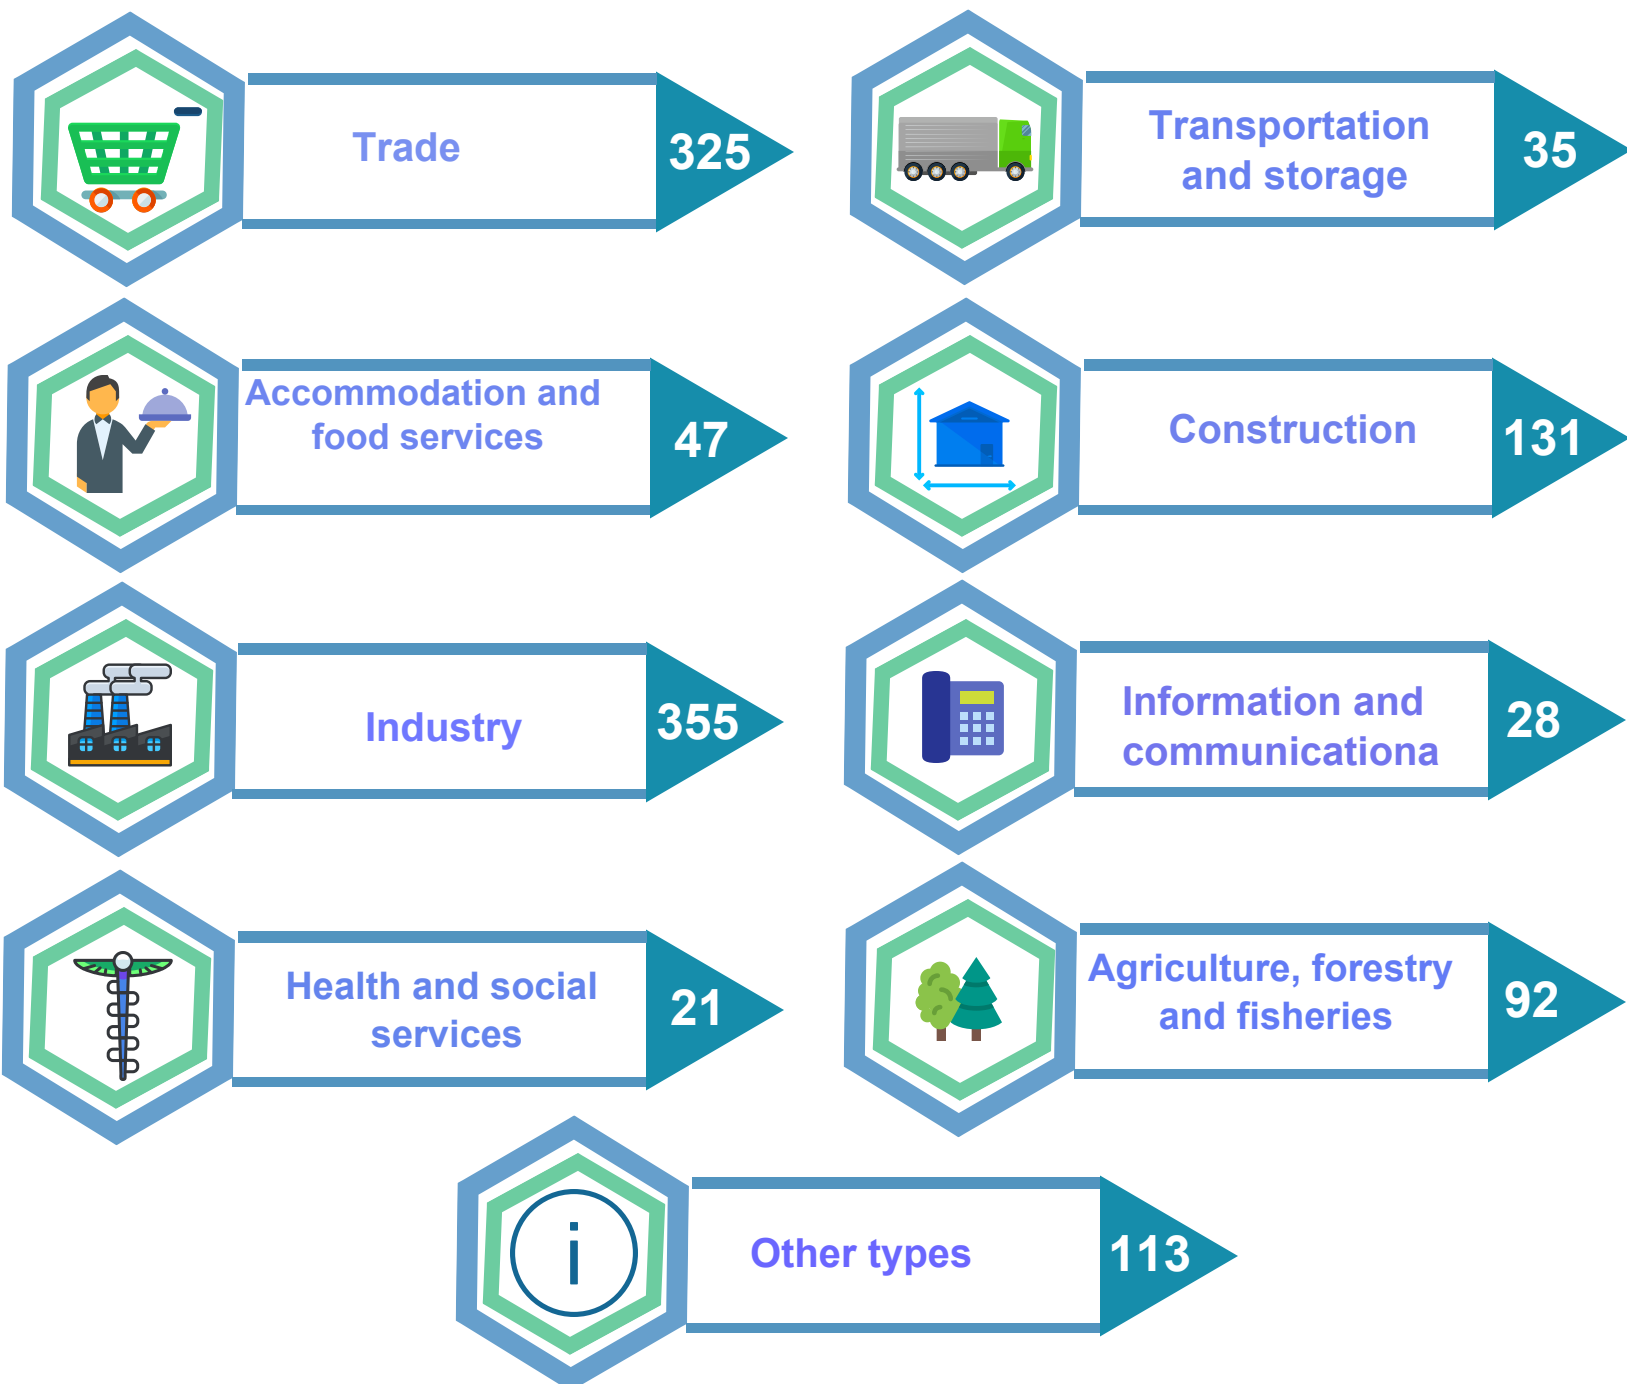 Trade
325
Transportation
and storage
35
Accommodation and
food services
47
Construction
131
Industry
355
Information and
communicationa
28
Health and social
services
21
Agriculture, forestry
and fisheries
92
i
Other types
113